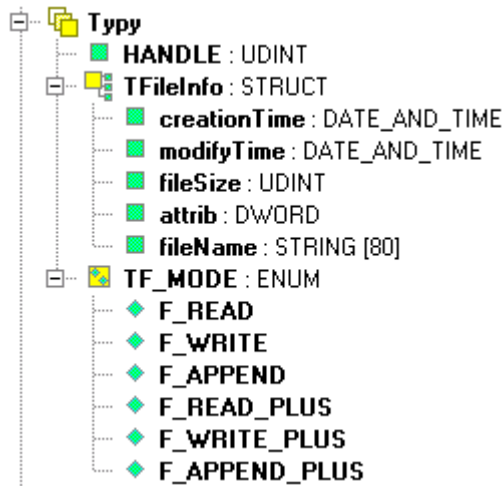 Typy
HANDLE : UDINT
TFileInfo : STRUCT
creationTime : DATE_AND_TIME
modifyTime : DATE_AND_TIME
fileSize : UDINT
attrib : DWORD
fileName : STRING [80]
TF_MODE : ENUM
F_READ
F_WRITE
F_APPEND
F_READ_PLUS
F_WRITE_PLUS
F_APPEND_PLUS